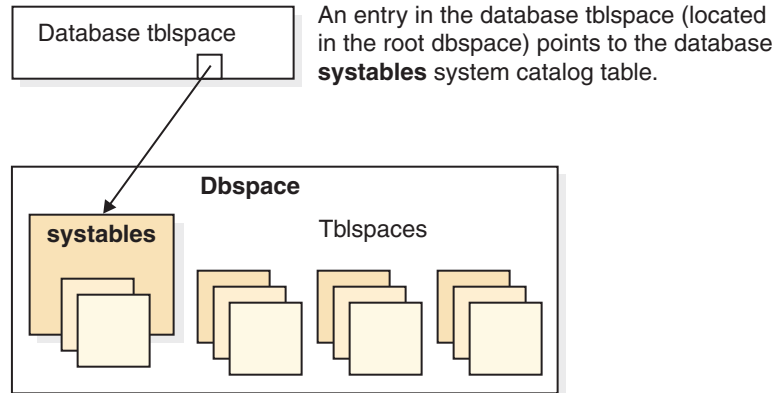 Database tblspace
An entry in the database tblspace (located
in the root dbspace) points to the database
systables system catalog table.
Dbspace
systables
Tblspaces